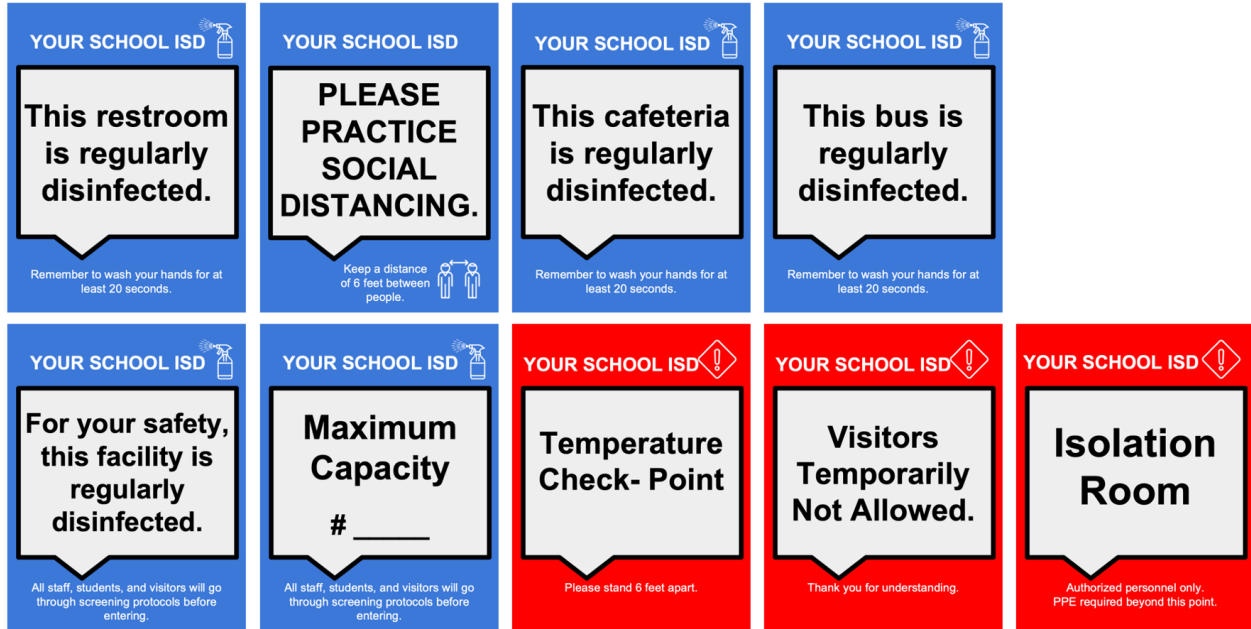 YOUR SCHOOL ISD
This restroom
is regularly
disinfected.
Remember to wash your hands for at
least 20 seconds.
YOUR SCHOOL ISD
PLEASE
PRACTICE
SOCIAL
DISTANCING.
Keep a distance
of 6 feet between
people.
YOUR SCHOOL ISD
This cafeteria
is regularly
disinfected.
Remember to wash your hands for at
least 20 seconds.
YOUR SCHOOL ISD
This bus is
regularly
disinfected.
Remember to wash your hands for at
least 20 seconds.
YOUR SCHOOL ISD
For your safety,
this facility is
regularly
disinfected.
All staff, students, and visitors will go
through screening protocols before
entering.
YOUR SCHOOL ISD
Maximum
Capacity
# _____
All staff, students, and visitors will go
through screening protocols before
entering.
YOUR SCHOOL ISD
Temperature
Check- Point
Please stand 6 feet apart.
YOUR SCHOOL ISD
Visitors
Temporarily
Not Allowed.
Thank you for understanding.
YOUR SCHOOL ISD
Isolation
Room
Authorized personnel only.
PPE required beyond this point.